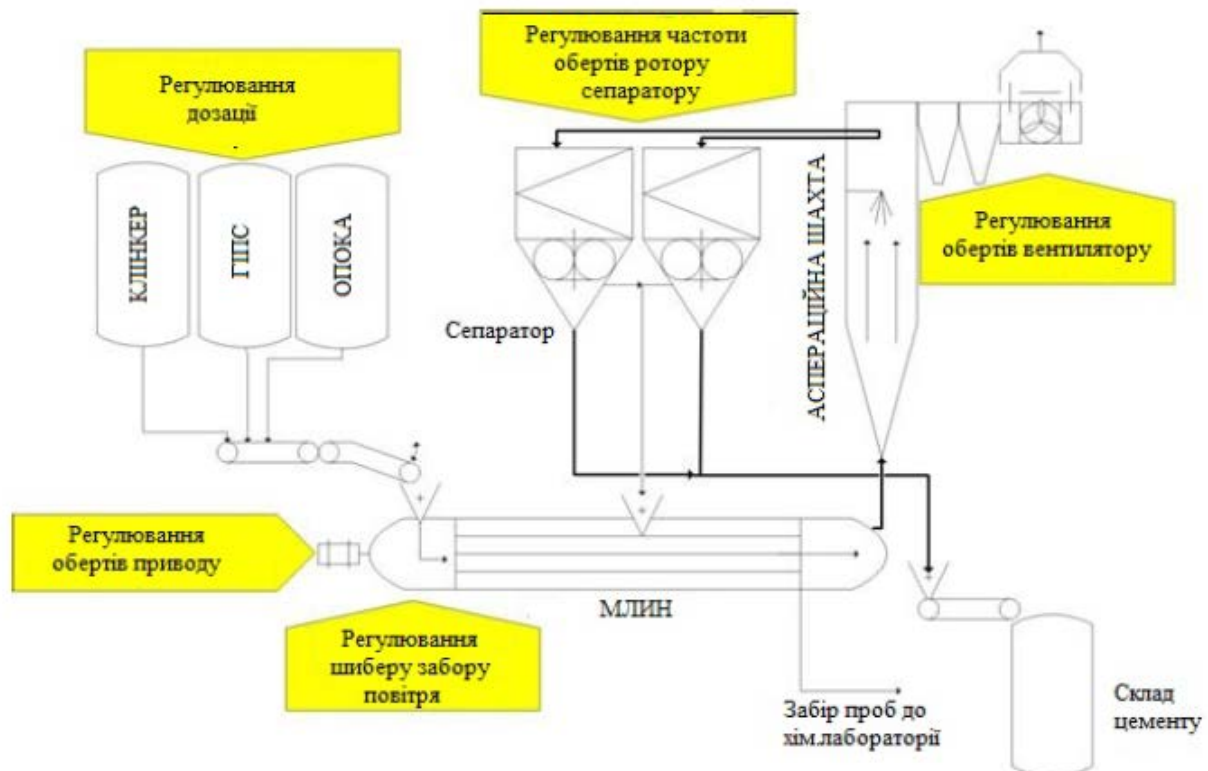 Регулювання частоти
обертів ротору
сепаратору
Регулювання
дозації
.
КЛІНКЕР
ГІПС
ОПОКА
АСПЕРАЦІЙНА ШАХТА
Регулювання
обертів вентилятору
Сепаратор
Регулювання
обертів приводу
МЛИН
Регулювання
шиберу забору
повітря
Забір проб до
хім.лабораторії
Склад
цементу